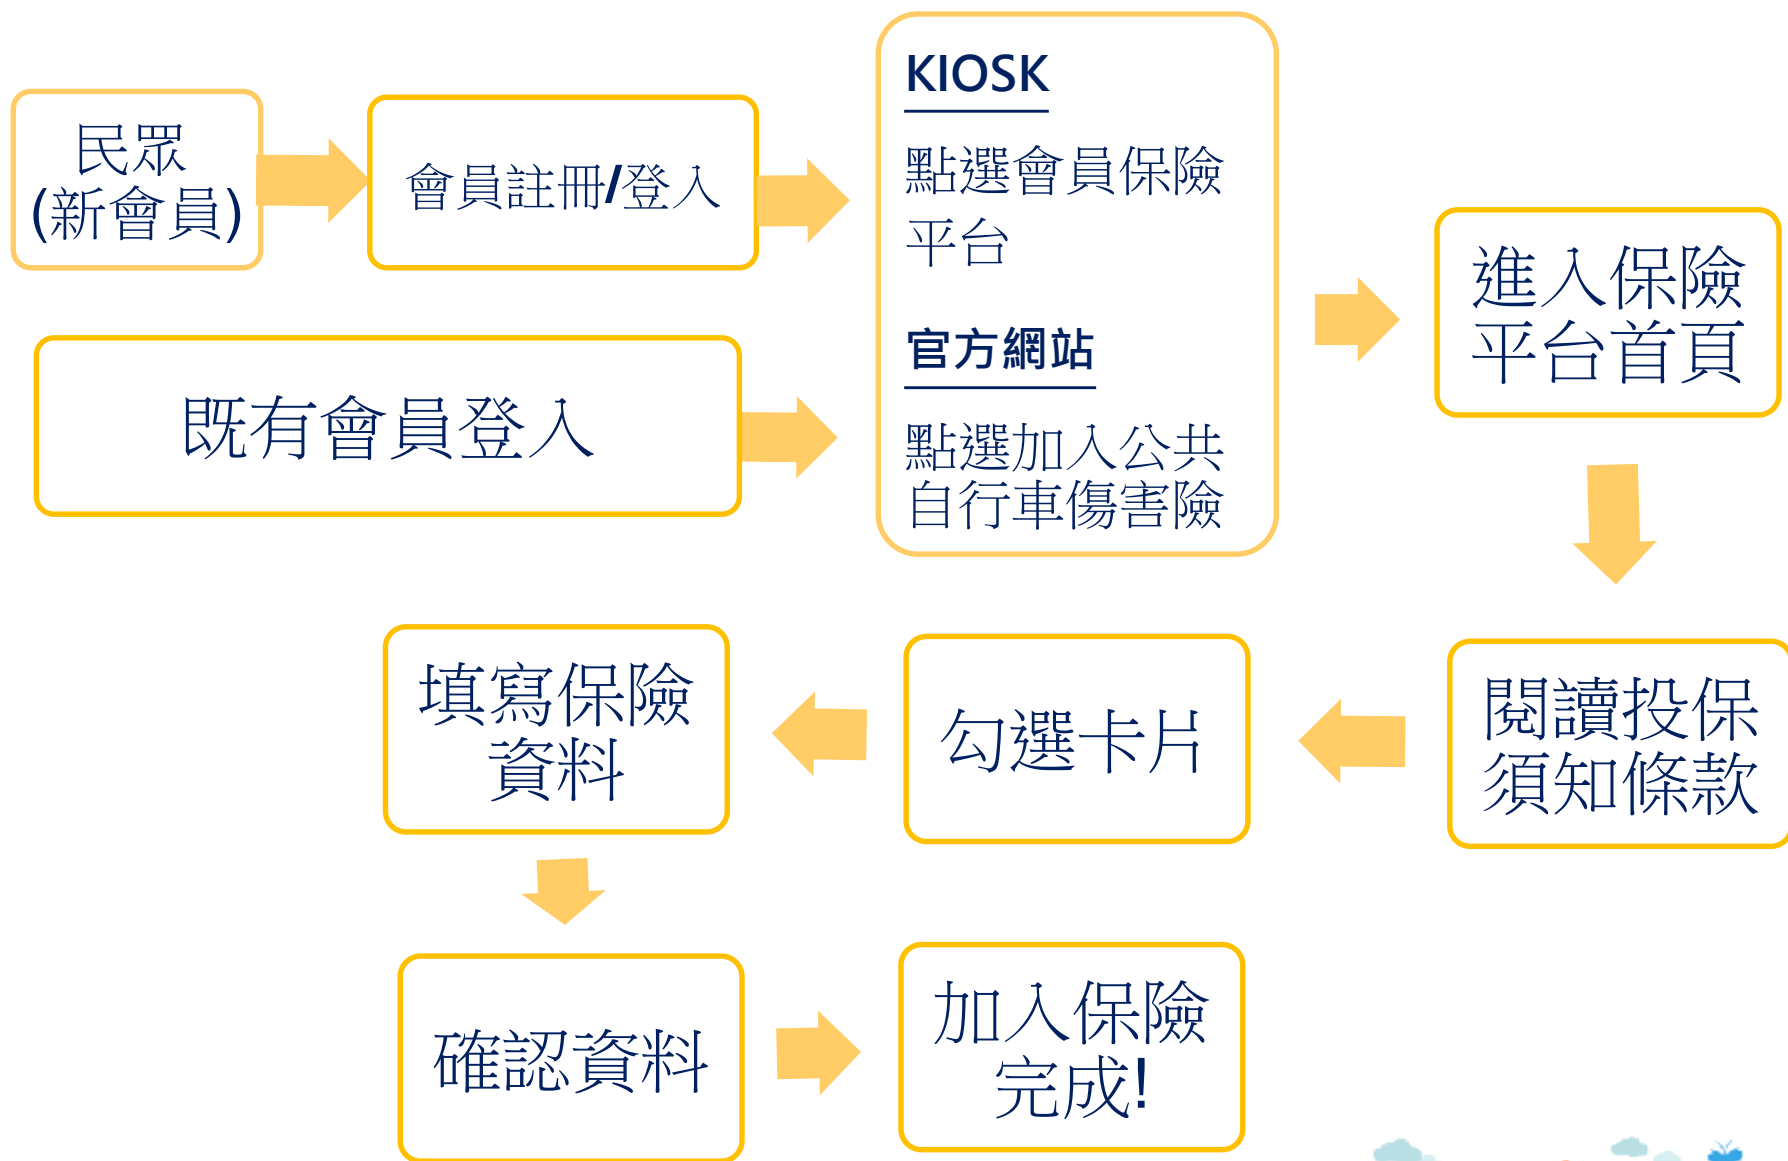 民眾
(新會員)
會員註冊/登入
既有會員登入
KIOSK
點選會員保險
平台
官方網站
點選加入公共
自行車傷害險
進入保險
平台首頁
閱讀投保
須知條款
勾選卡片
填寫保險
資料
確認資料
加入保險
完成!